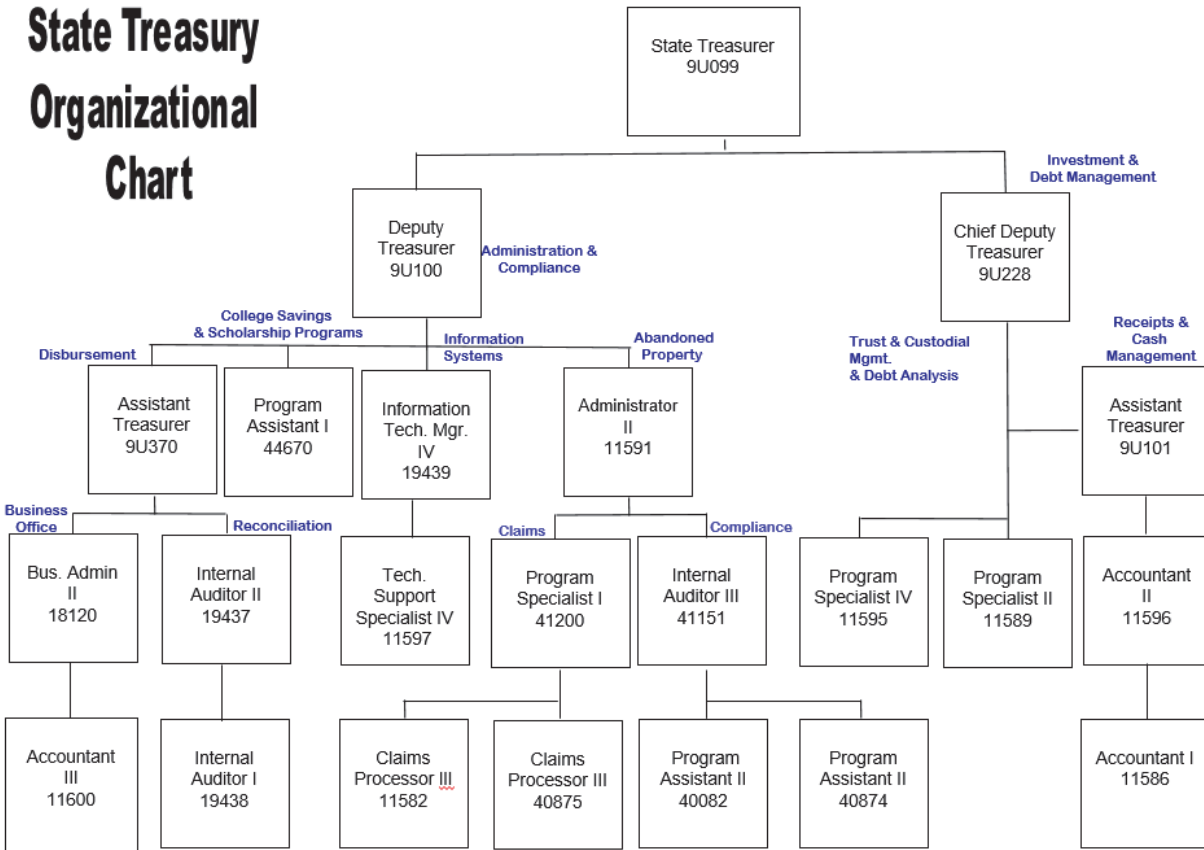 State Treasury
Organizational
Chart
State Treasurer
9U099
Investment &
Debt Management
Deputy
Treasurer
9U100
Administration &
Compliance
Chief Deputy
Treasurer
9U228
College Savings
& Scholarship Programs
Disbursement
Information
Systems
Abandoned
Property
Trust & Custodial
Mgmt.
& Debt Analysis
Receipts &
Cash
Management
Assistant
Treasurer
9U370
Program
Assistant I
44670
Information
Tech. Mgr.
IV
19439
Administrator
II
11591
Assistant
Treasurer
9U101
Business
Office
Reconciliation
Claims
Compliance
Bus. Admin
II
18120
Internal
Auditor II
19437
Tech.
Support
Specialist IV
11597
Program
Specialist I
41200
Internal
Auditor III
41151
Program
Specialist IV
11595
Program
Specialist II
11589
Accountant
II
11596
Accountant
III
11600
Internal
Auditor I
19438
Claims
Processor III
11582
Claims
Processor III
40875
Program
Assistant II
40082
Program
Assistant II
40874
Accountant I
11586